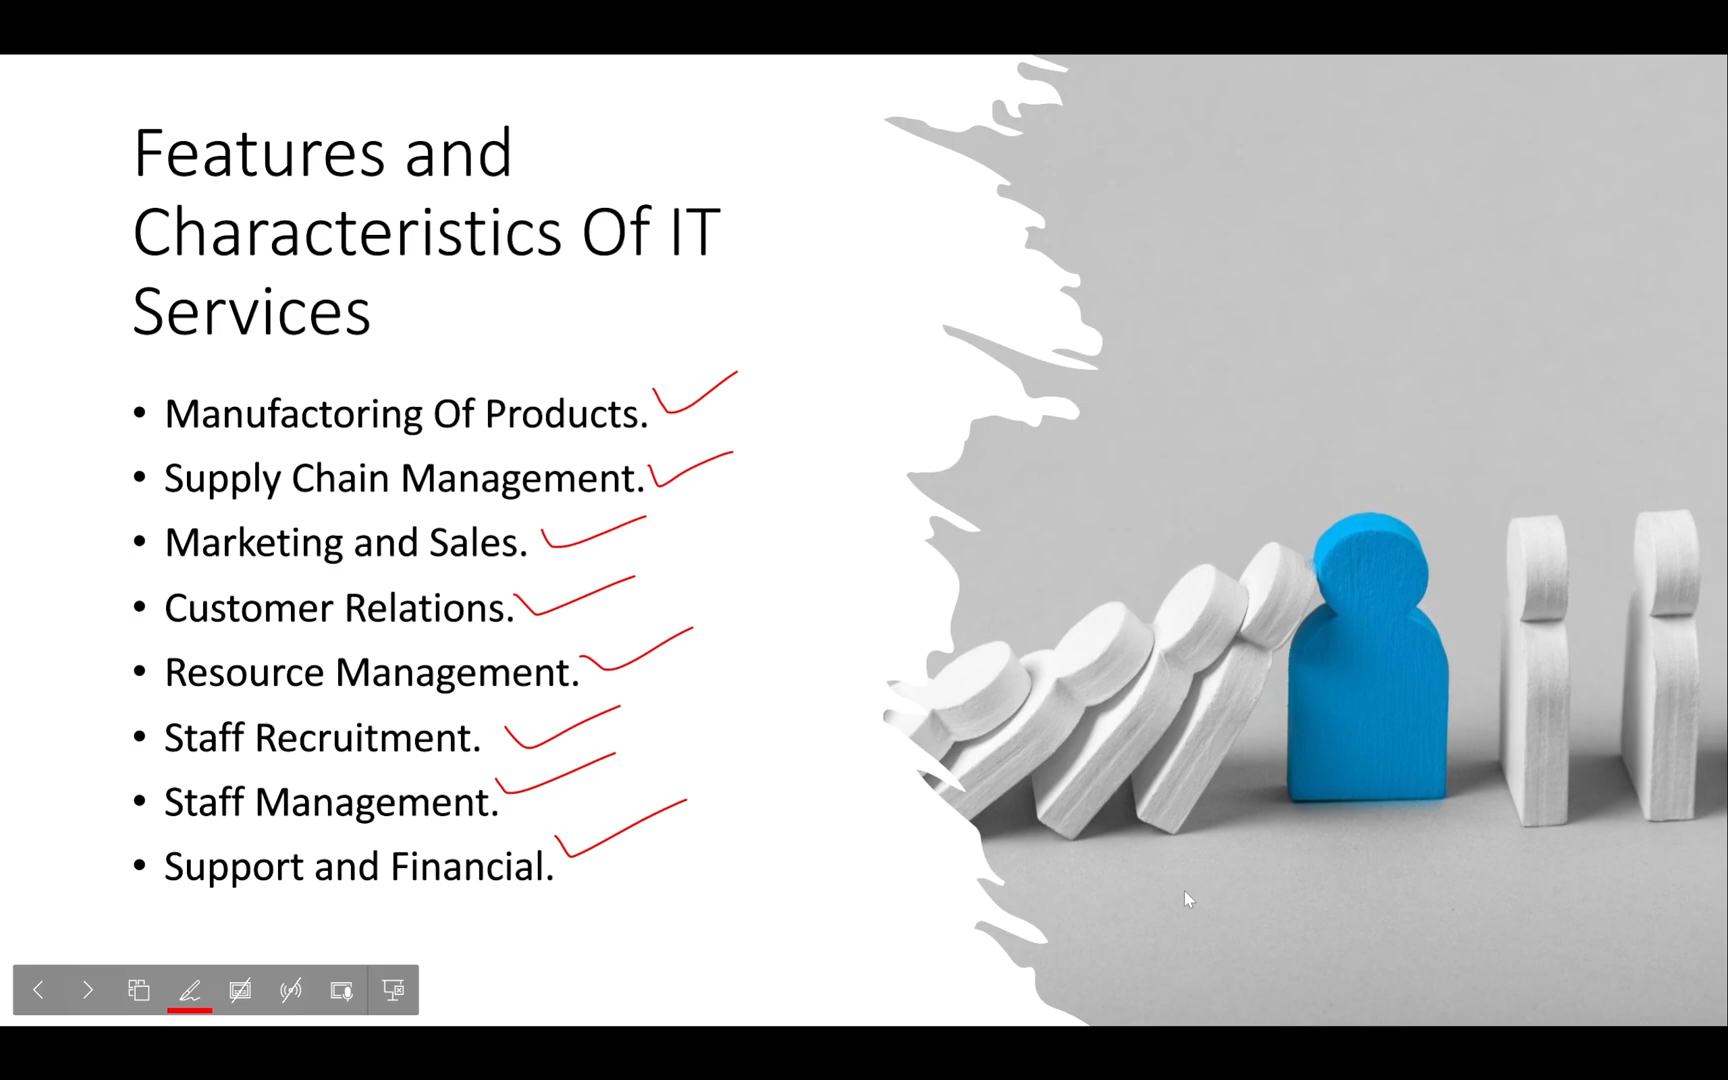 Features and
Characteristics Of IT
Services
• Manufactoring Of Products.
• Supply Chain Management.
• Marketing and Sales.
• Customer Relations.
• Resource Management.
• Staff Recruitment.
• Staff Management.
• Support and Financial.